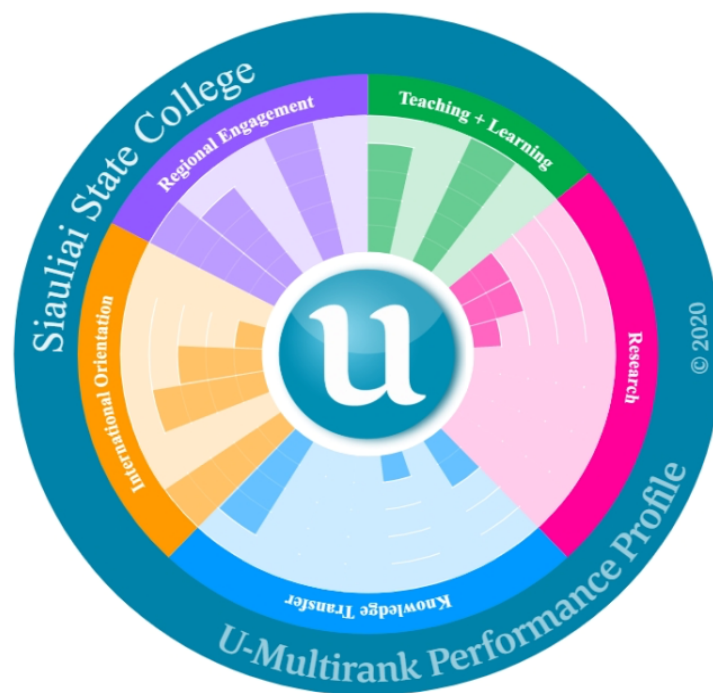 Siauliai State College
Regional Engagement
Teaching + Learning
Research
Knowledge Transfer
International Orientation
u
© 2020
U-Multirank Performance Profile